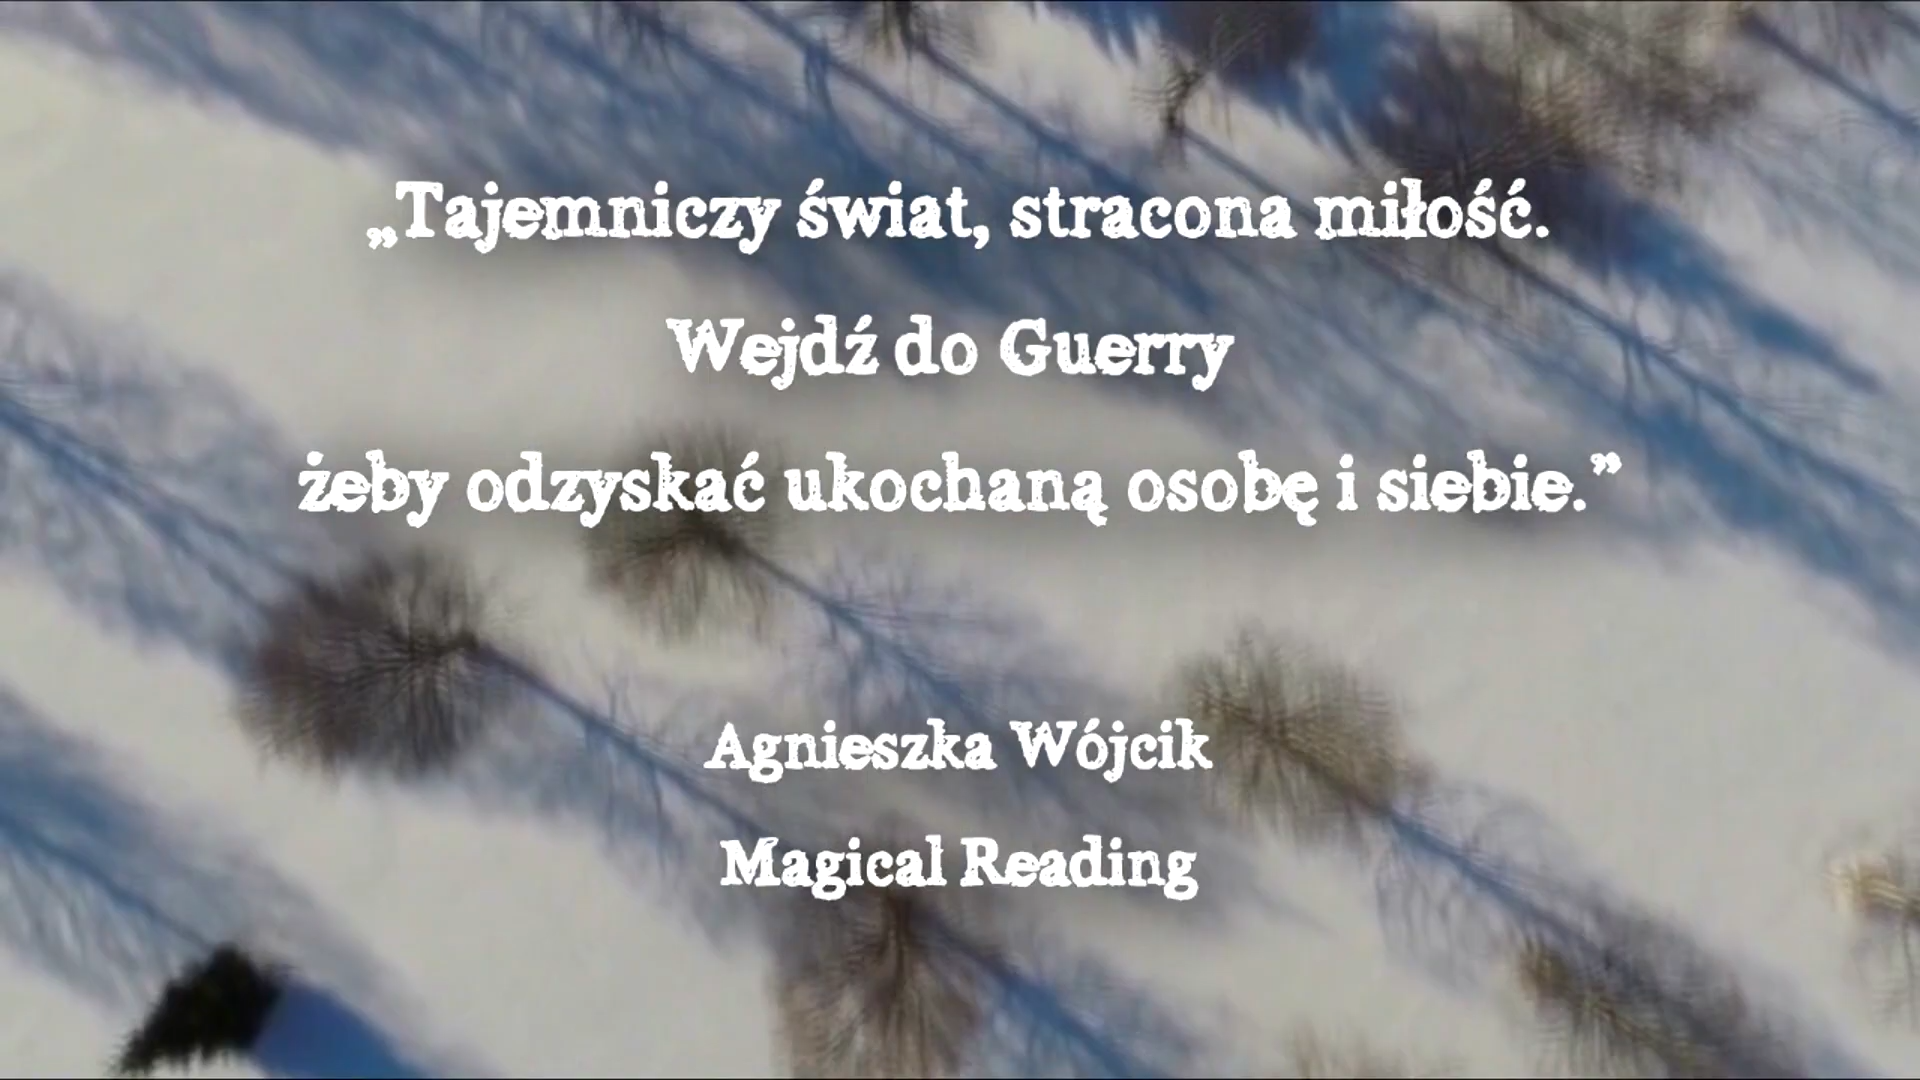 „Tajemniczy świat, stracona miłość.
Wejdź do Guerry
żeby odzyskać ukochaną osobę i siebie.”
Agnieszka Wójcik
Magical Reading